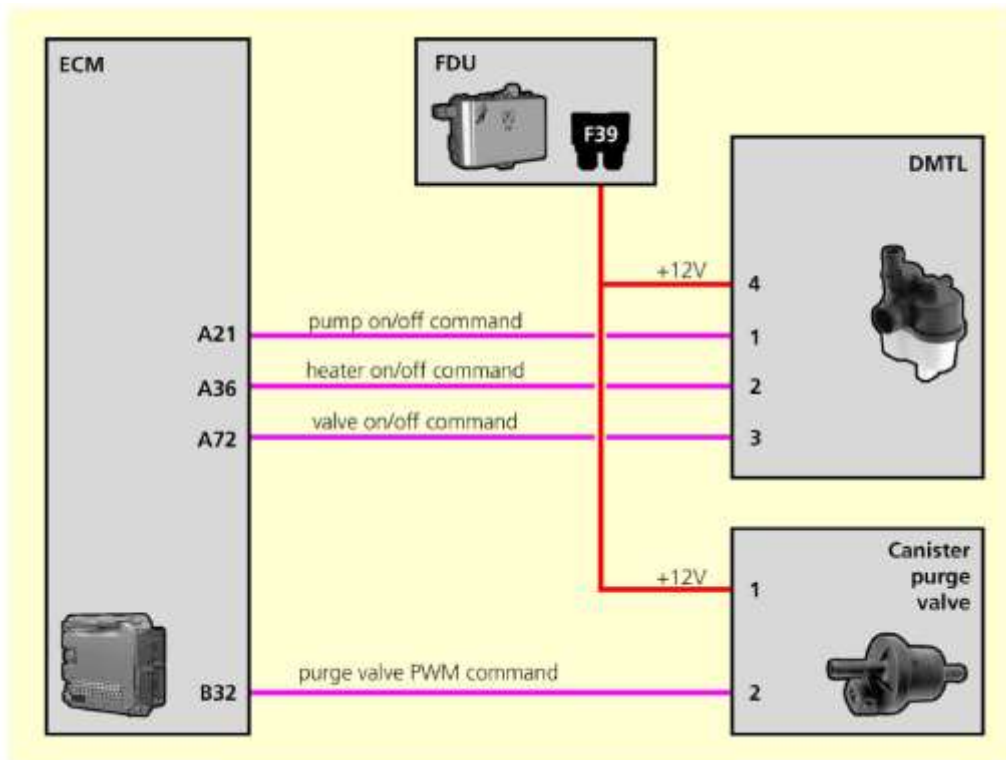 ECM
FDU
F39
DMTL
+12V
4
A21
pump on/off command
1
A36
heater on/off command
2
A72
valve on/off command
3
Canister
purge
valve
+12V
1
B32
purge valve PWM command
2